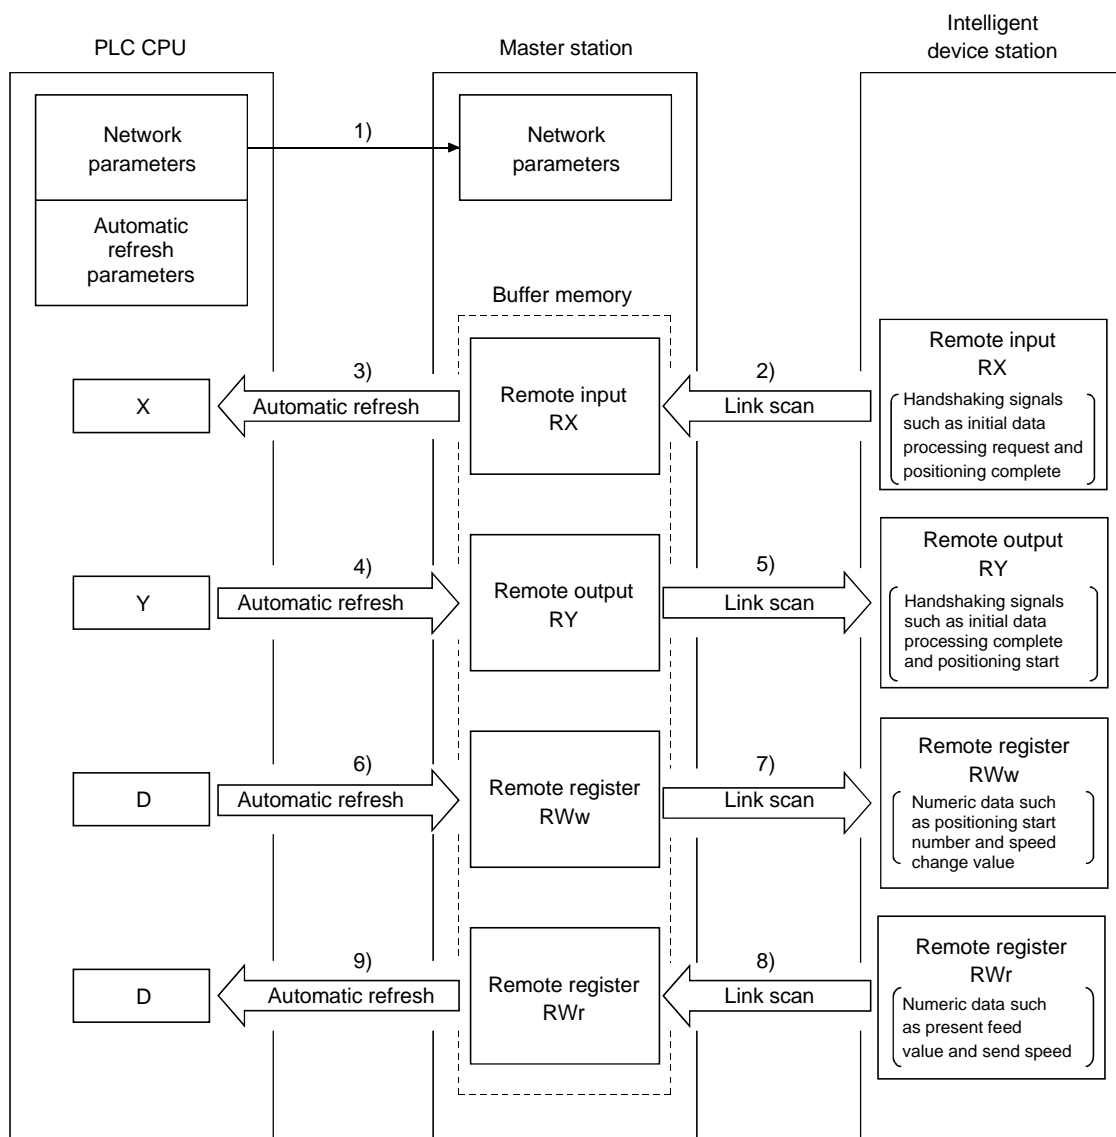 PLC CPU
Master station
Intelligent
device station
Network
parameters
1)
Network
parameters
Automatic
refresh
parameters
Buffer memory
X
3)
Automatic refresh
Remote input
RX
2)
Link scan
Remote input
RX
Handshaking signals
such as initial data
processing request and
positioning complete
Y
4)
Automatic refresh
Remote output
RY
5)
Link scan
Remote output
RY
Handshaking signals
such as initial data
processing complete
and positioning start
D
6)
Automatic refresh
Remote register
RWw
7)
Link scan
Remote register
RWw
Numeric data such
as positioning start
number and speed
change value
D
9)
Automatic refresh
Remote register
RWr
8)
Link scan
Remote register
RWr
Numeric data such
as present feed
value and send speed